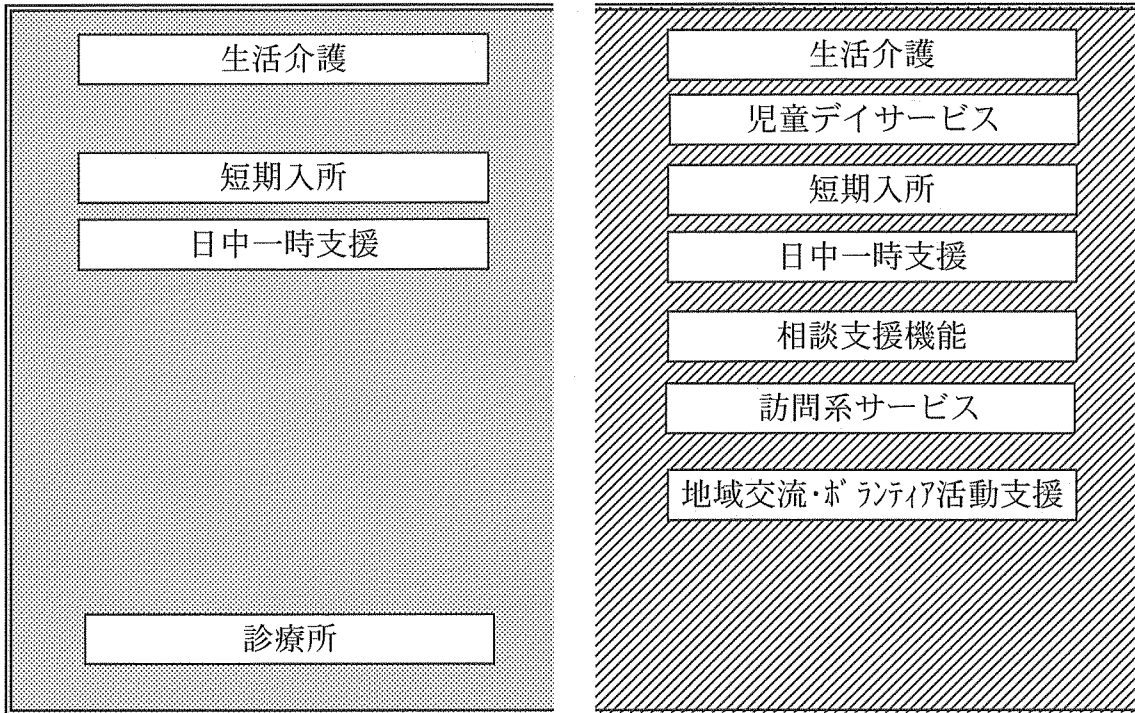 生活介護
短期入所
日中一時支援
診療所
生活介護
児童デイサービス
短期入所
日中一時支援
相談支援機能
訪問系サービス
地域交流・ボランティア活動支援